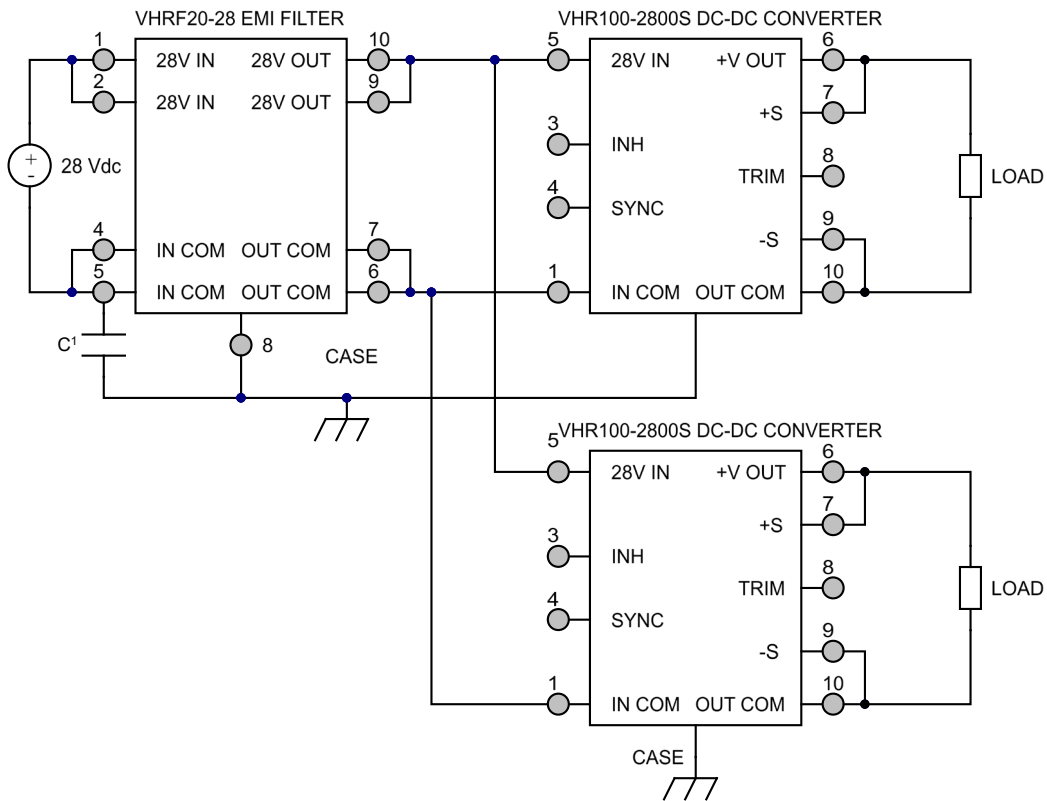 VHRF20-28 EMI FILTER
VHR100-2800S DC-DC CONVERTER
1
10
5
6
28V IN
28V OUT
28V IN
+V OUT
2
9
7
28V IN
28V OUT
+S
3
INH
+
-
28 Vdc
8
TRIM
LOAD
4
SYNC
4
7
9
IN COM
OUT COM
-S
5
6
1
10
IN COM
OUT COM
IN COM
OUT COM
C¹
8
CASE
VHR100-2800S DC-DC CONVERTER
5
6
28V IN
+V OUT
7
+S
3
INH
8
TRIM
LOAD
4
SYNC
9
-S
1
10
IN COM
OUT COM
CASE